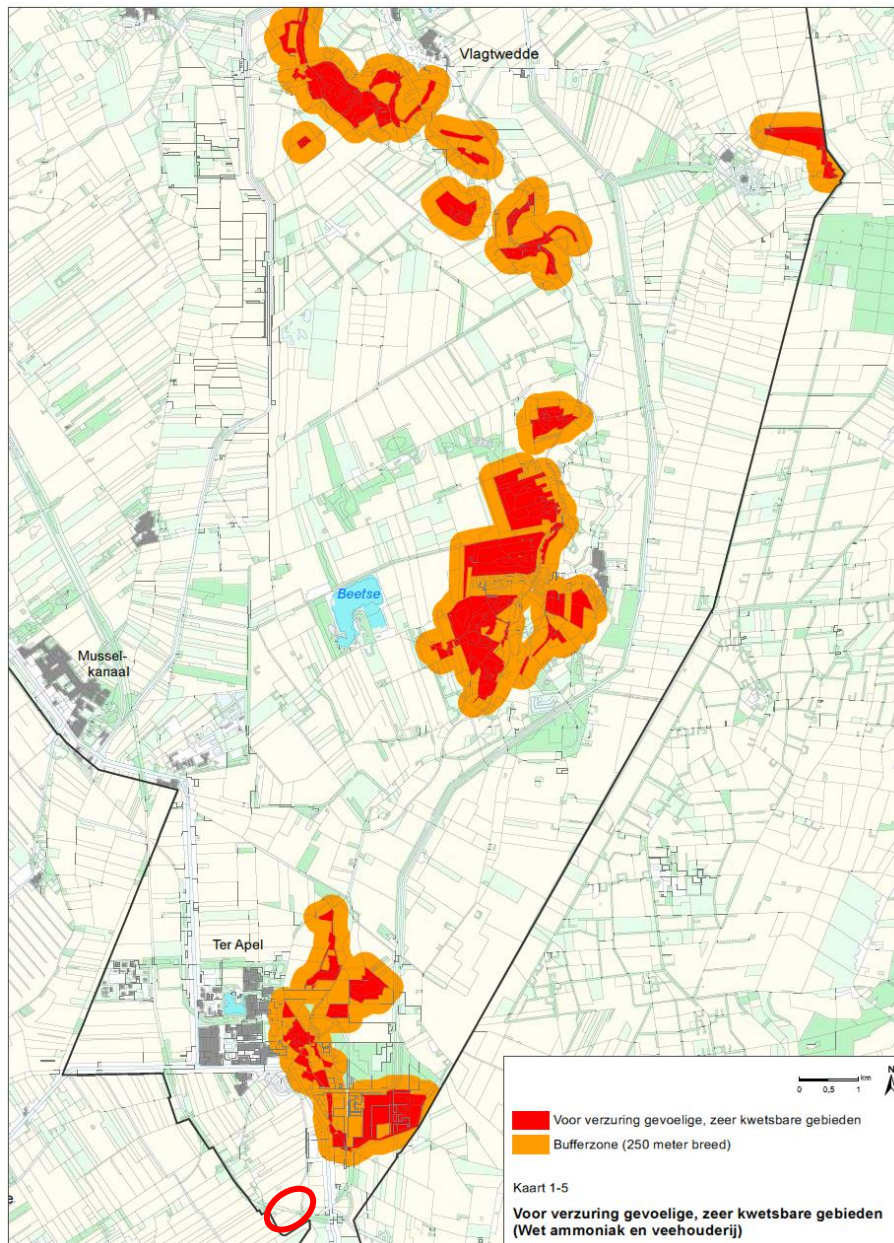 Vlagtwedde
Beetse
Mussel-
kanaal
Ter Apel
e
N
km
0 0,5 1
Voor verzuring gevoelige, zeer kwetsbare gebieden
Bufferzone (250 meter breed)
Kaart 1-5
Voor verzuring gevoelige, zeer kwetsbare gebieden
(Wet ammoniak en veehouderij)